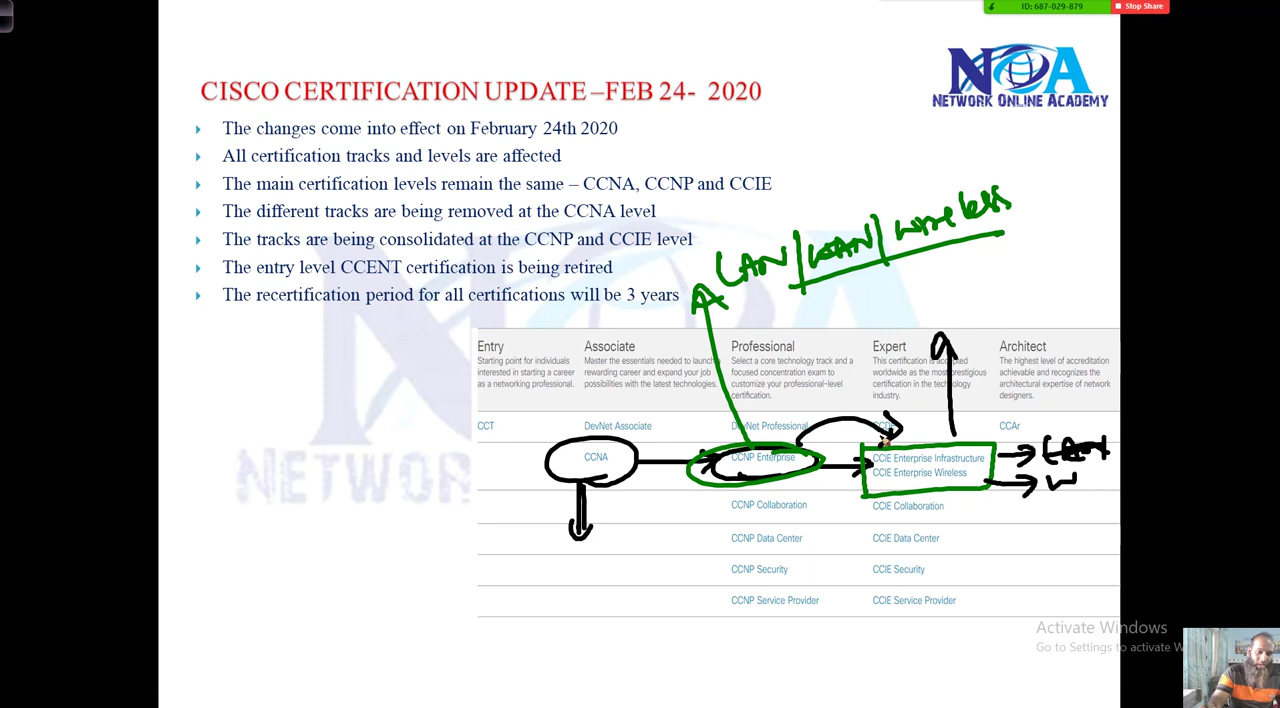 ID: 687-029-879
Stop Share
NOA
NETWORK ONLINE ACADEMY
CISCO CERTIFICATION UPDATE –FEB 24- 2020
The changes come into effect on February 24th 2020
All certification tracks and levels are affected
The main certification levels remain the same – CCNA, CCNP and CCIE
The different tracks are being removed at the CCNA level
The tracks are being consolidated at the CCNP and CCIE level
The entry level CCENT certification is being retired
The recertification period for all certifications will be 3 years
LAN/WAN/wireless
Entry
Starting point for individuals
interested in starting a career
as a networking professional.
Associate
Master the essentials needed to launch a
rewarding career and expand your job
possibilities with the latest technologies.
Professional
Select a core technology track and a
focused concentration exam to
customize your professional-level
certification.
Expert
This certification is accepted
worldwide as the most prestigious
certification in the technology
industry.
Architect
The highest level of accreditation
achievable and recognizes the
architectural expertise of network
designers.
CCT DevNet Associate DevNet Professional CCAr
CCNA CCNP Enterprise CCIE Enterprise Infrastructure
CCIE Enterprise Wireless
W
CCNP Collaboration CCIE Collaboration
CCNP Data Center CCIE Data Center
CCNP Security CCIE Security
CCNP Service Provider CCIE Service Provider
Activate Windows
Go to Settings to activate W
NETWORK